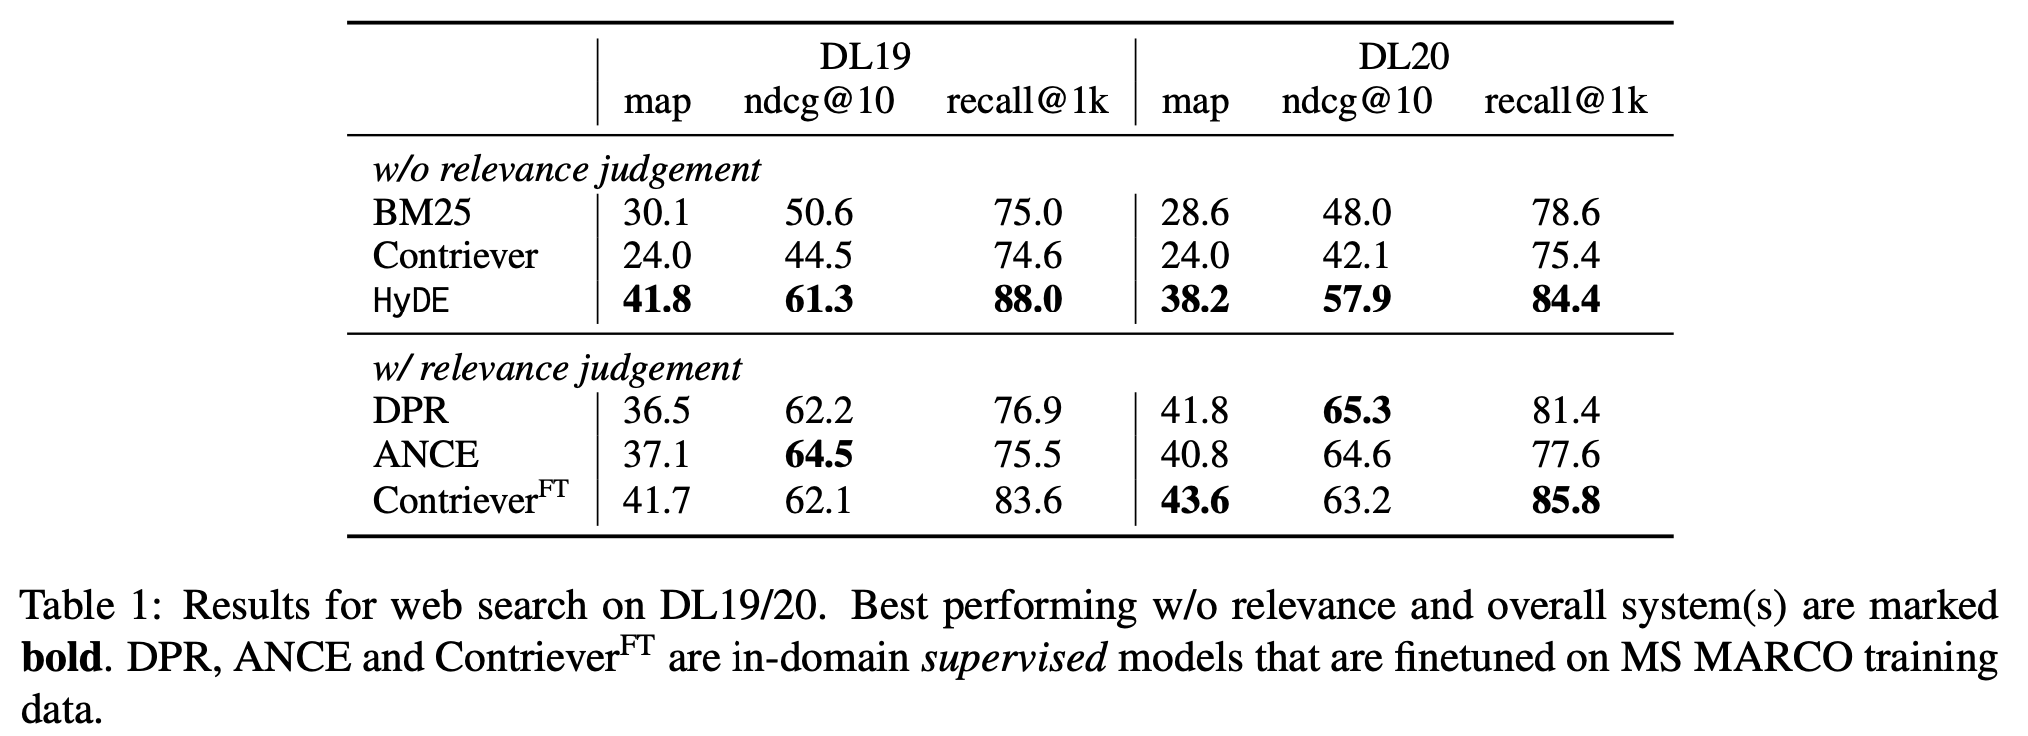 DL19 DL20
map ndcg@10 recall@1k map ndcg@10 recall@1k
w/o relevance judgement
BM25 30.1 50.6 75.0 28.6 48.0 78.6
Contriever 24.0 44.5 74.6 24.0 42.1 75.4
HyDE 41.8 61.3 88.0 38.2 57.9 84.4
w/ relevance judgement
DPR 36.5 62.2 76.9 41.8 65.3 81.4
ANCE 37.1 64.5 75.5 40.8 64.6 77.6
Contriever^FT 41.7 62.1 83.6 43.6 63.2 85.8
Table 1: Results for web search on DL19/20. Best performing w/o relevance and overall system(s) are marked
bold. DPR, ANCE and Contriever^FT are in-domain supervised models that are finetuned on MS MARCO training
data.